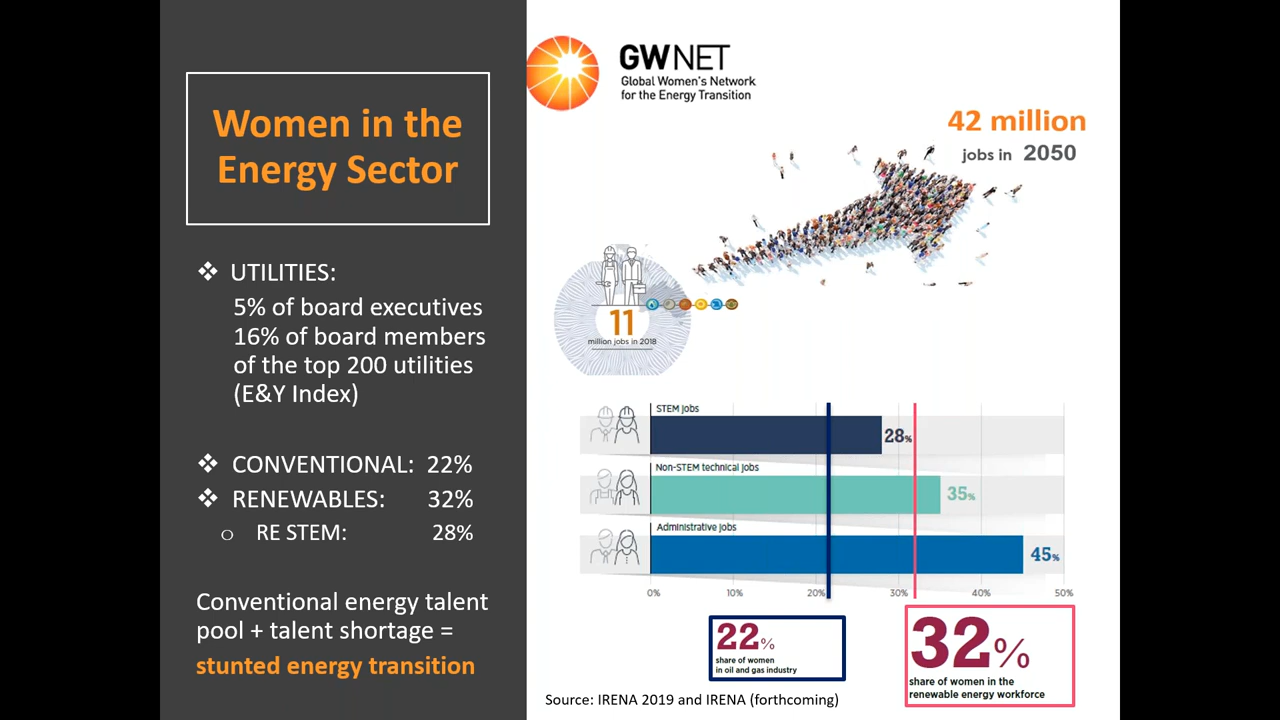 Women in the
Energy Sector
❖ UTILITIES:
5% of board executives
16% of board members
of the top 200 utilities
(E&Y Index)
❖ CONVENTIONAL: 22%
❖ RENEWABLES: 32%
o RE STEM: 28%
Conventional energy talent
pool + talent shortage =
stunted energy transition
GWNET
Global Women's Network
for the Energy Transition
42 million
jobs in 2050
11
million jobs in 2018
STEM jobs
28%
Non-STEM technical jobs
35%
Administrative jobs
45%
0% 10% 20% 30% 40% 50%
22%
share of women
in oil and gas industry
32%
share of women in the
renewable energy workforce
Source: IRENA 2019 and IRENA (forthcoming)